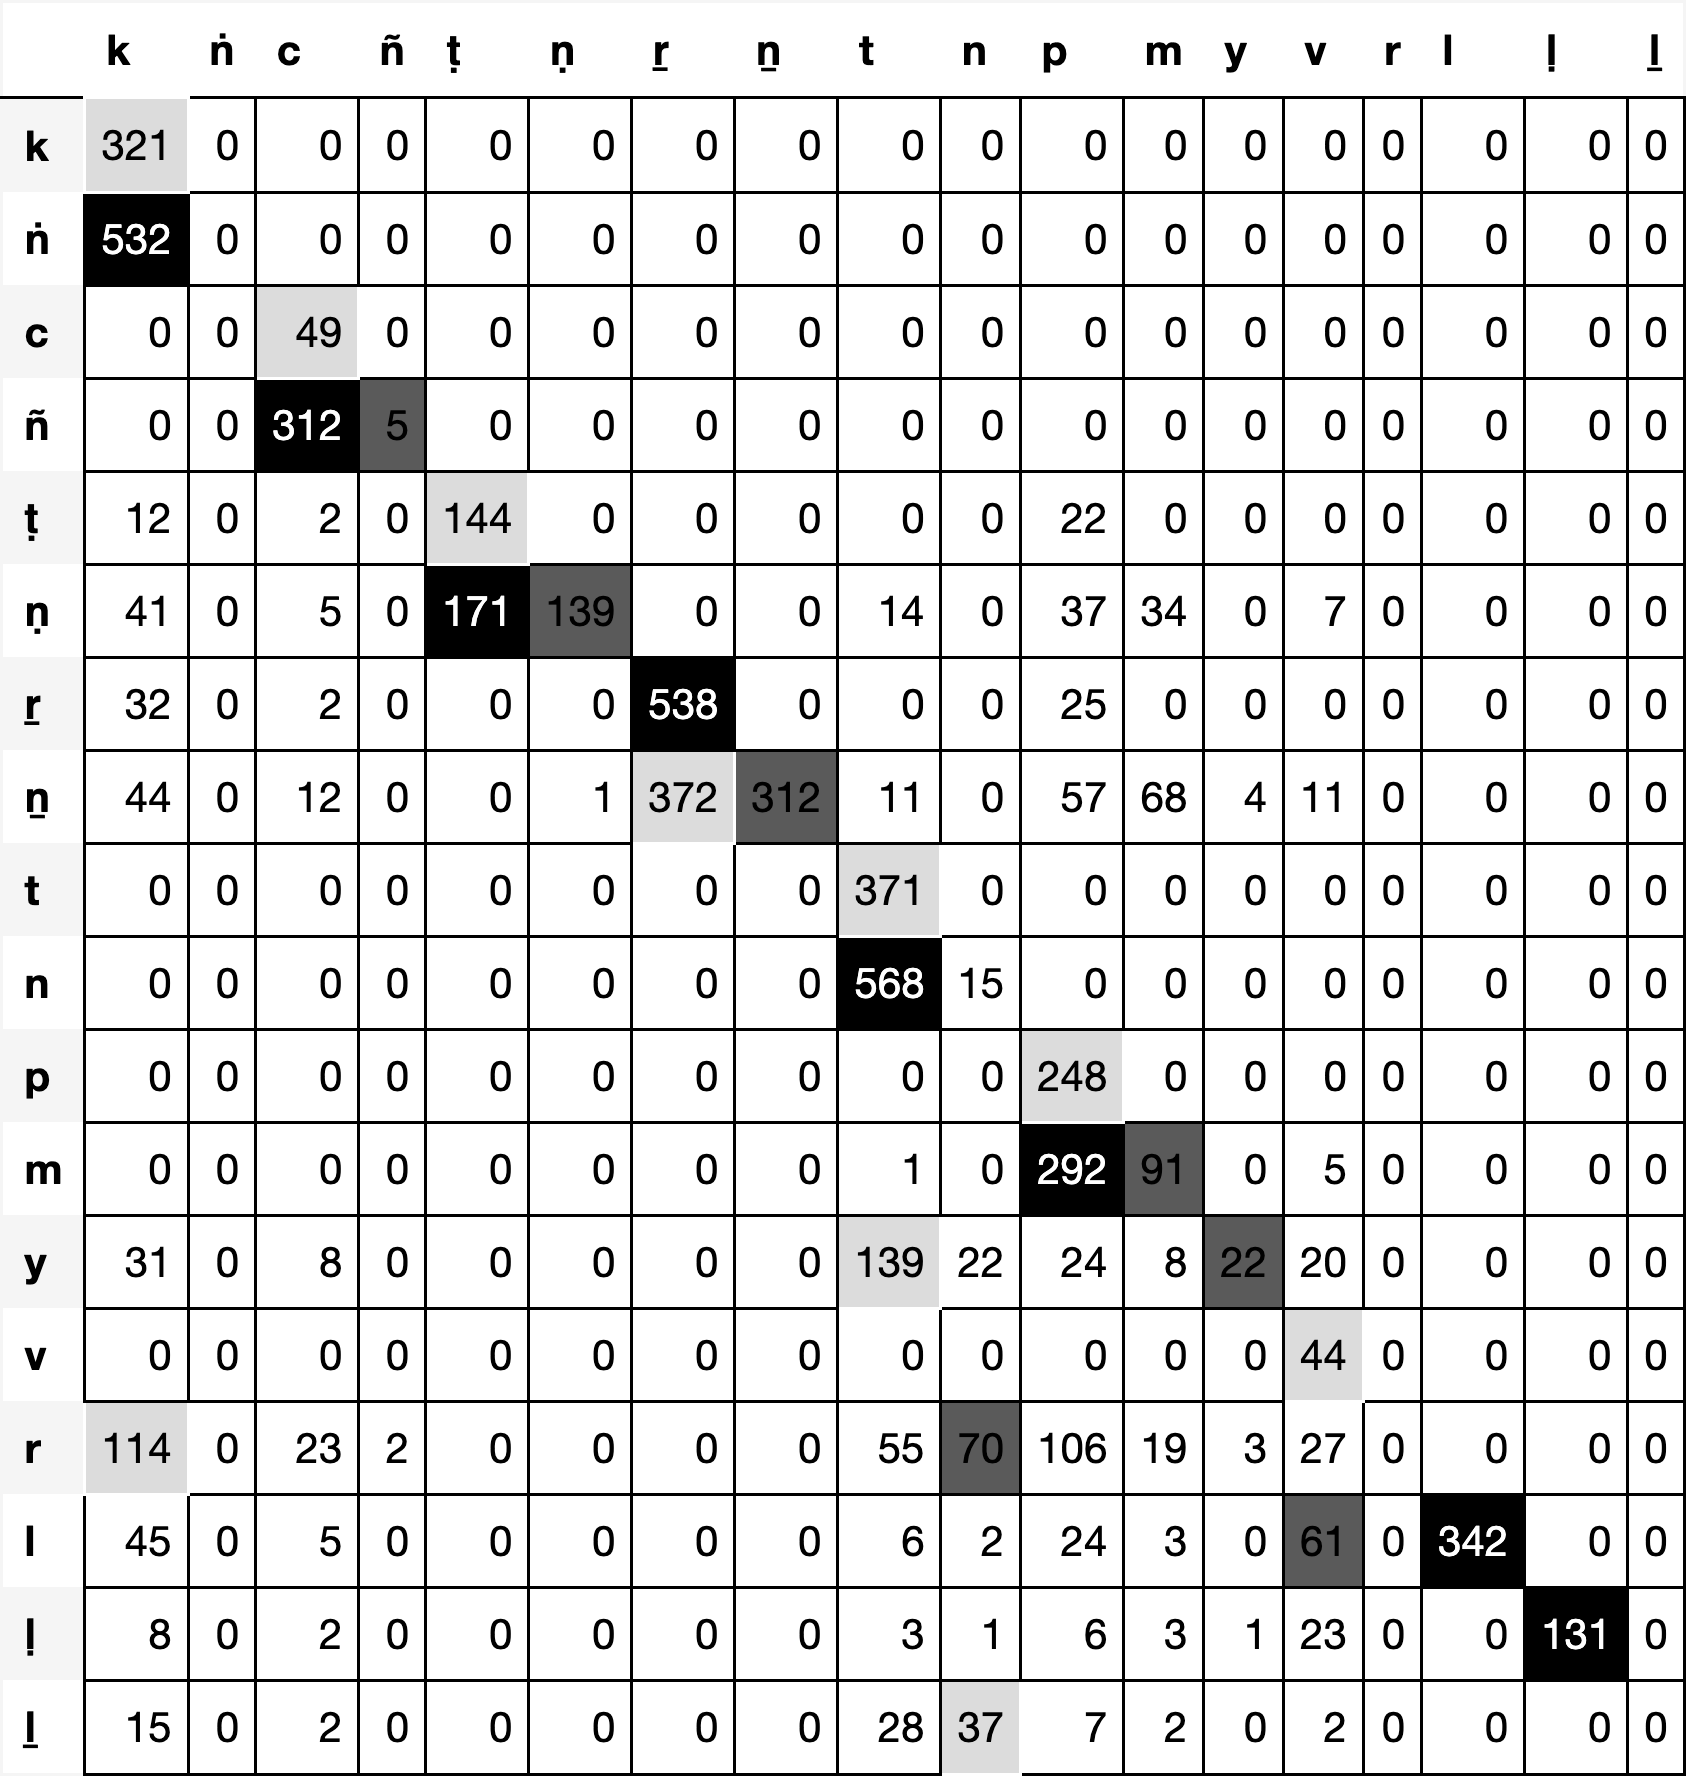 k ṅ c ñ ṭ ṇ ṟ ṉ t n p m y v r l ḷ ḻ
k 321 0 0 0 0 0 0 0 0 0 0 0 0 0 0 0 0 0
ṅ 532 0 0 0 0 0 0 0 0 0 0 0 0 0 0 0 0 0
c 0 0 49 0 0 0 0 0 0 0 0 0 0 0 0 0 0 0
ñ 0 0 312 5 0 0 0 0 0 0 0 0 0 0 0 0 0 0
ṭ 12 0 2 0 144 0 0 0 0 0 22 0 0 0 0 0 0 0
ṇ 41 0 5 0 171 139 0 0 14 0 37 34 0 7 0 0 0 0
ṟ 32 0 2 0 0 0 538 0 0 0 25 0 0 0 0 0 0 0
ṉ 44 0 12 0 0 1 372 312 11 0 57 68 4 11 0 0 0 0
t 0 0 0 0 0 0 0 0 371 0 0 0 0 0 0 0 0 0
n 0 0 0 0 0 0 0 0 568 15 0 0 0 0 0 0 0 0
p 0 0 0 0 0 0 0 0 0 0 248 0 0 0 0 0 0 0
m 0 0 0 0 0 0 0 0 1 0 292 91 0 5 0 0 0 0
y 31 0 8 0 0 0 0 0 139 22 24 8 22 20 0 0 0 0
v 0 0 0 0 0 0 0 0 0 0 0 0 0 44 0 0 0 0
r 114 0 23 2 0 0 0 0 55 70 106 19 3 27 0 0 0 0
l 45 0 5 0 0 0 0 0 6 2 24 3 0 61 0 342 0 0
ḷ 8 0 2 0 0 0 0 0 3 1 6 3 1 23 0 0 131 0
ḻ 15 0 2 0 0 0 0 0 28 37 7 2 0 2 0 0 0 0